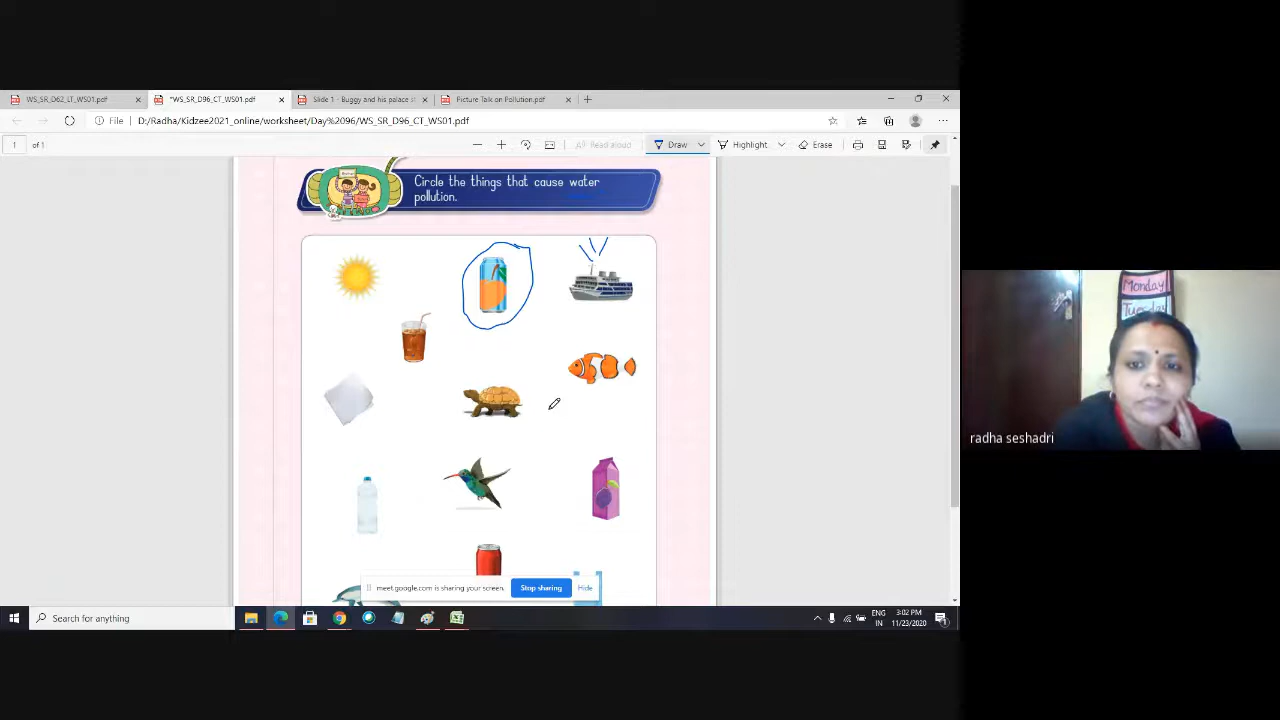 WS_SR_D62_LT_WS01.pdf
*WS_SR_D96_CT_WS01.pdf
Slide 1 - Buggy and his palace s
Picture Talk on Pollution.pdf
File
D:/Radha/Kidzee2021_online/worksheet/Day%2096/WS_SR_D96_CT_WS01.pdf
1 of 1
Read aloud
Draw
Highlight
Erase
Circle the things that cause water
pollution.
Monday
Tuesday
radha seshadri
meet.google.com is sharing your screen.
Stop sharing
Hide
Search for anything
ENG
IN
3:02 PM
11/23/2020